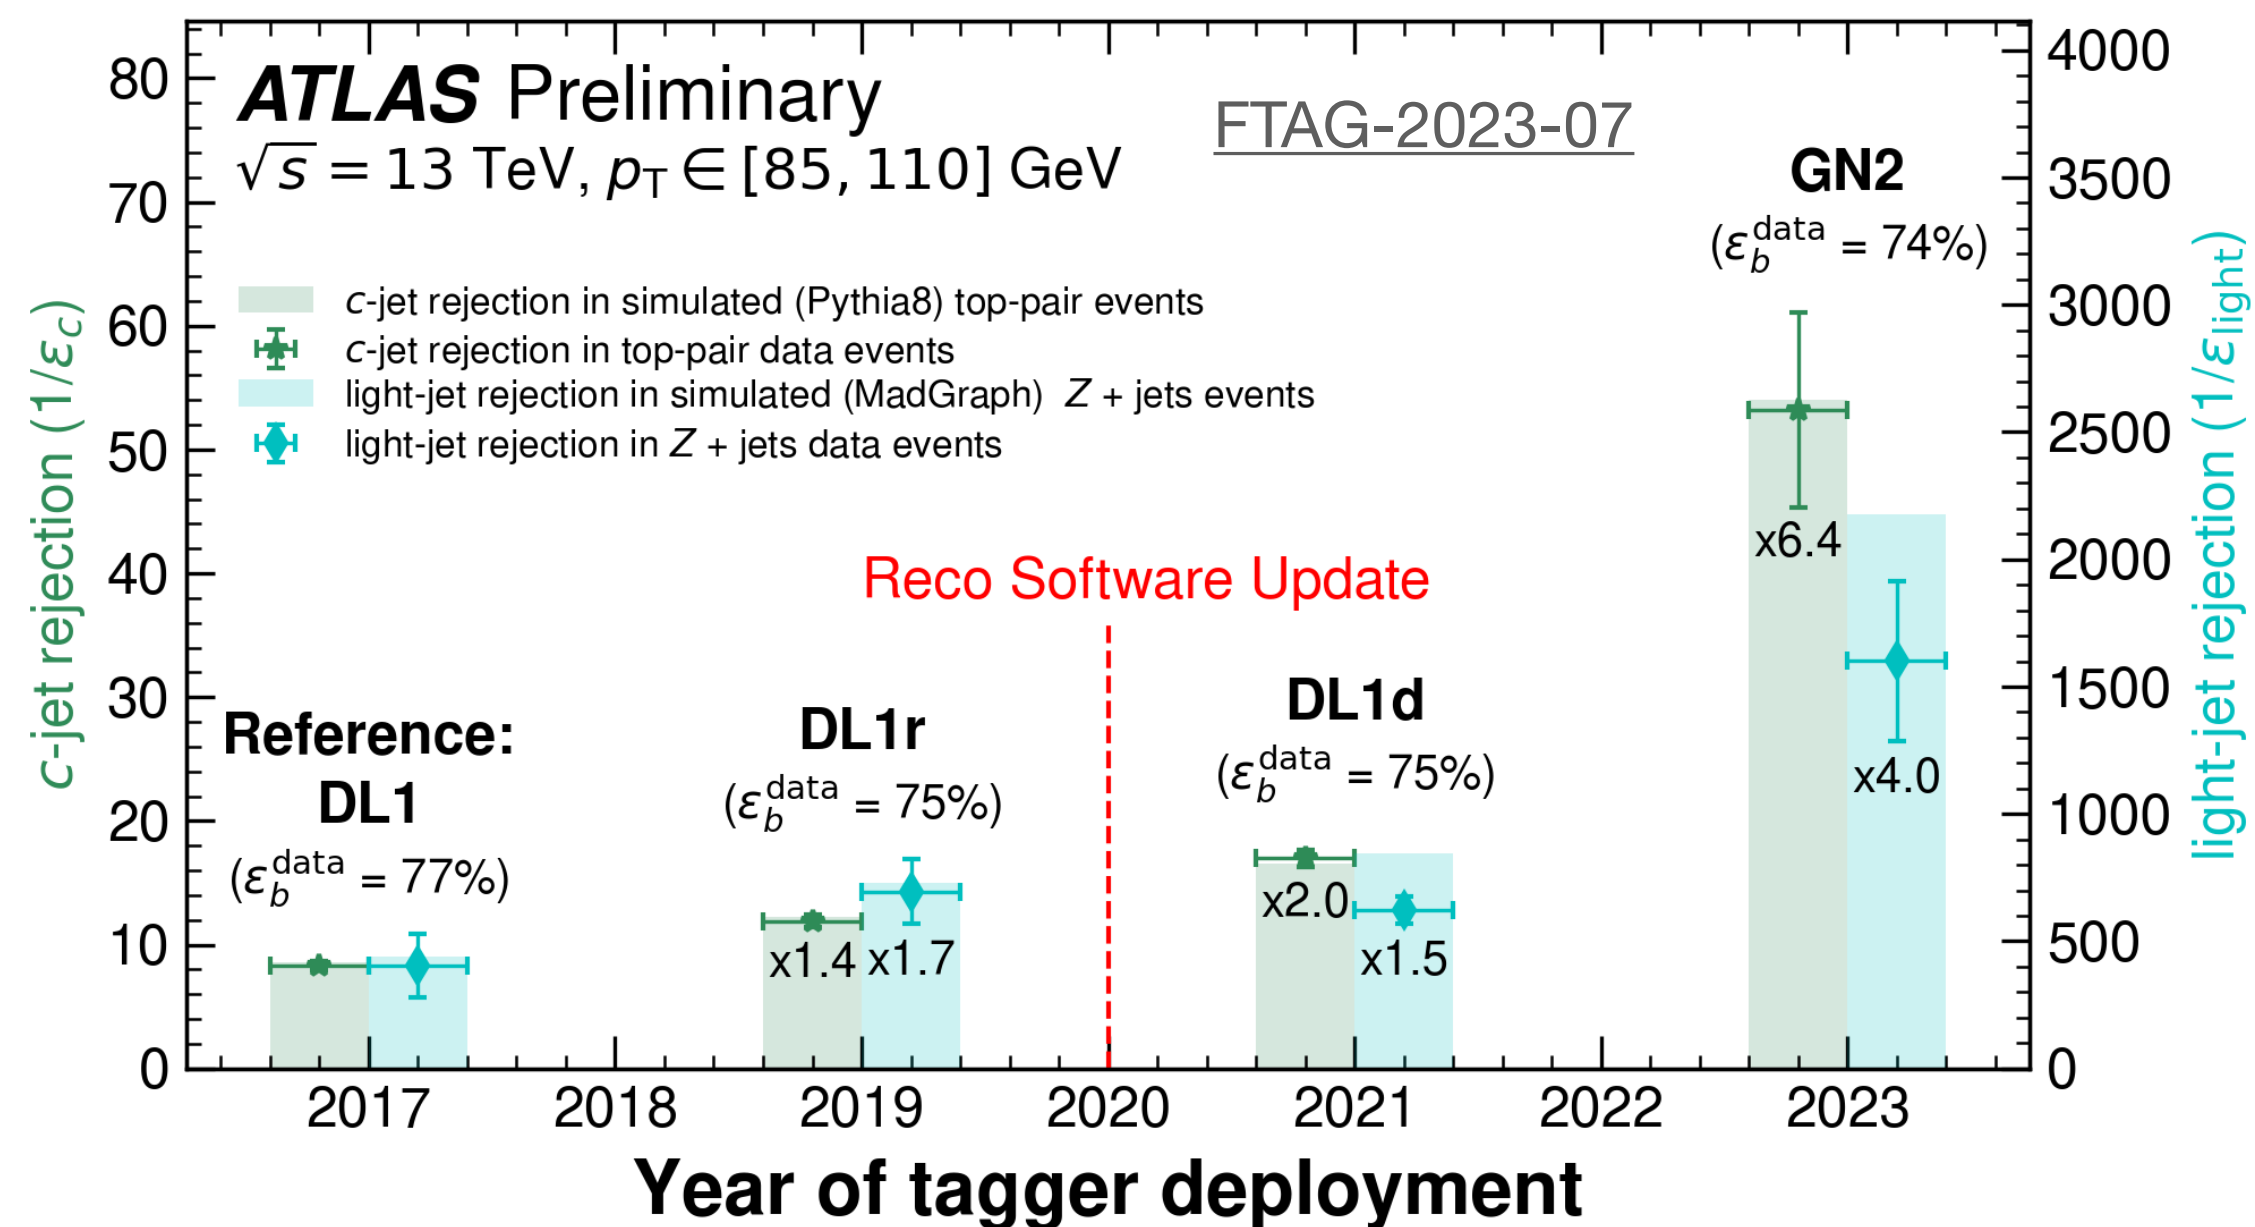 ATLAS Preliminary
√s = 13 TeV, pT ∈ [85, 110] GeV
FTAG-2023-07
c-jet rejection in simulated (Pythia8) top-pair events
c-jet rejection in top-pair data events
light-jet rejection in simulated (MadGraph) Z + jets events
light-jet rejection in Z + jets data events
GN2
(ε_b^data = 74%)
x6.4
x4.0
Reco Software Update
Reference:
DL1
(ε_b^data = 77%)
DL1r
(ε_b^data = 75%)
x1.4 x1.7
DL1d
(ε_b^data = 75%)
x2.0
x1.5
c-jet rejection (1/ε_c)
80
70
60
50
40
30
20
10
0
light-jet rejection (1/ε_light)
4000
3500
3000
2500
2000
1500
1000
500
0
2017 2018 2019 2020 2021 2022 2023
Year of tagger deployment